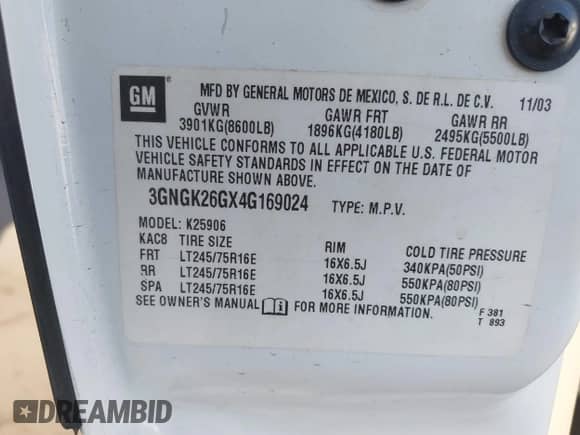 GM
MFD BY GENERAL MOTORS DE MEXICO, S. DE R.L. DE C.V. 11/03
GVWR GAWR FRT GAWR RR
3901KG(8600LB) 1896KG(4180LB) 2495KG(5500LB)
THIS VEHICLE CONFORMS TO ALL APPLICABLE U.S. FEDERAL MOTOR
VEHICLE SAFETY STANDARDS IN EFFECT ON THE DATE OF
MANUFACTURE SHOWN ABOVE.
3GNGK26GX4G169024 TYPE: M.P.V.
MODEL: K25906
KAC8 TIRE SIZE RIM COLD TIRE PRESSURE
FRT LT245/75R16E 16X6.5J 340KPA(50PSI)
RR LT245/75R16E 16X6.5J 550KPA(80PSI)
SPA LT245/75R16E 16X6.5J 550KPA(80PSI)
SEE OWNER'S MANUAL FOR MORE INFORMATION.
F 381
T 893
DREAMBID